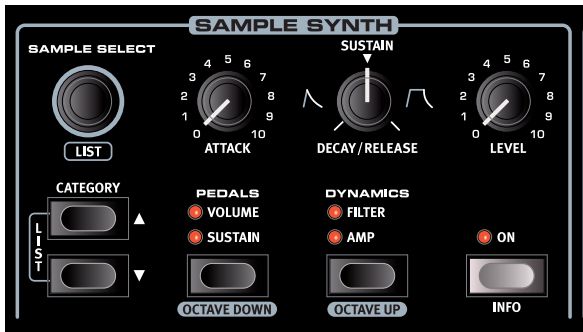 SAMPLE SYNTH
SAMPLE SELECT
LIST
0 1 2 3 4 5 6 7 8 9 10
ATTACK
SUSTAIN
DECAY/RELEASE
0 1 2 3 4 5 6 7 8 9 10
LEVEL
CATEGORY
LIST
PEDALS
VOLUME
SUSTAIN
OCTAVE DOWN
DYNAMICS
FILTER
AMP
OCTAVE UP
ON
INFO